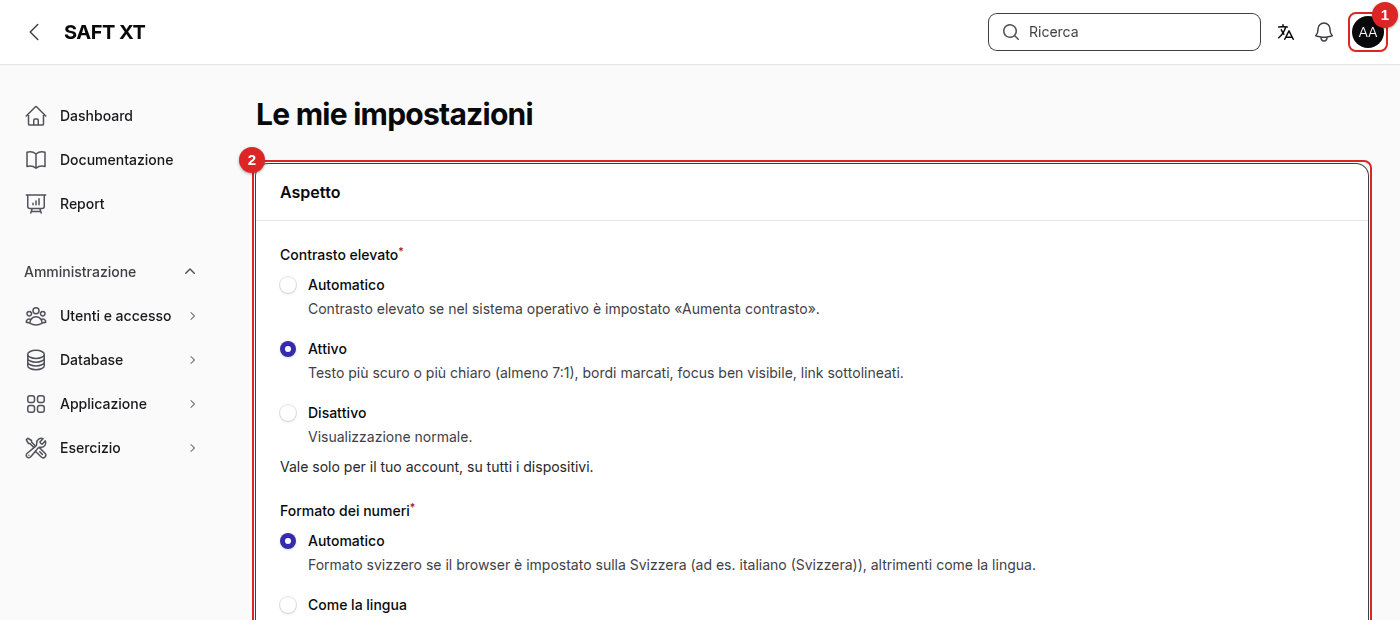 SAFT XT
Ricerca
AA
1
Dashboard
Documentazione
Report
Amministrazione
Utenti e accesso
Database
Applicazione
Esercizio
Le mie impostazioni
2
Aspetto
Contrasto elevato*
Automatico
Contrasto elevato se nel sistema operativo è impostato «Aumenta contrasto».
Attivo
Testo più scuro o più chiaro (almeno 7:1), bordi marcati, focus ben visibile, link sottolineati.
Disattivo
Visualizzazione normale.
Vale solo per il tuo account, su tutti i dispositivi.
Formato dei numeri*
Automatico
Formato svizzero se il browser è impostato sulla Svizzera (ad es. italiano (Svizzera)), altrimenti come la lingua.
Come la lingua